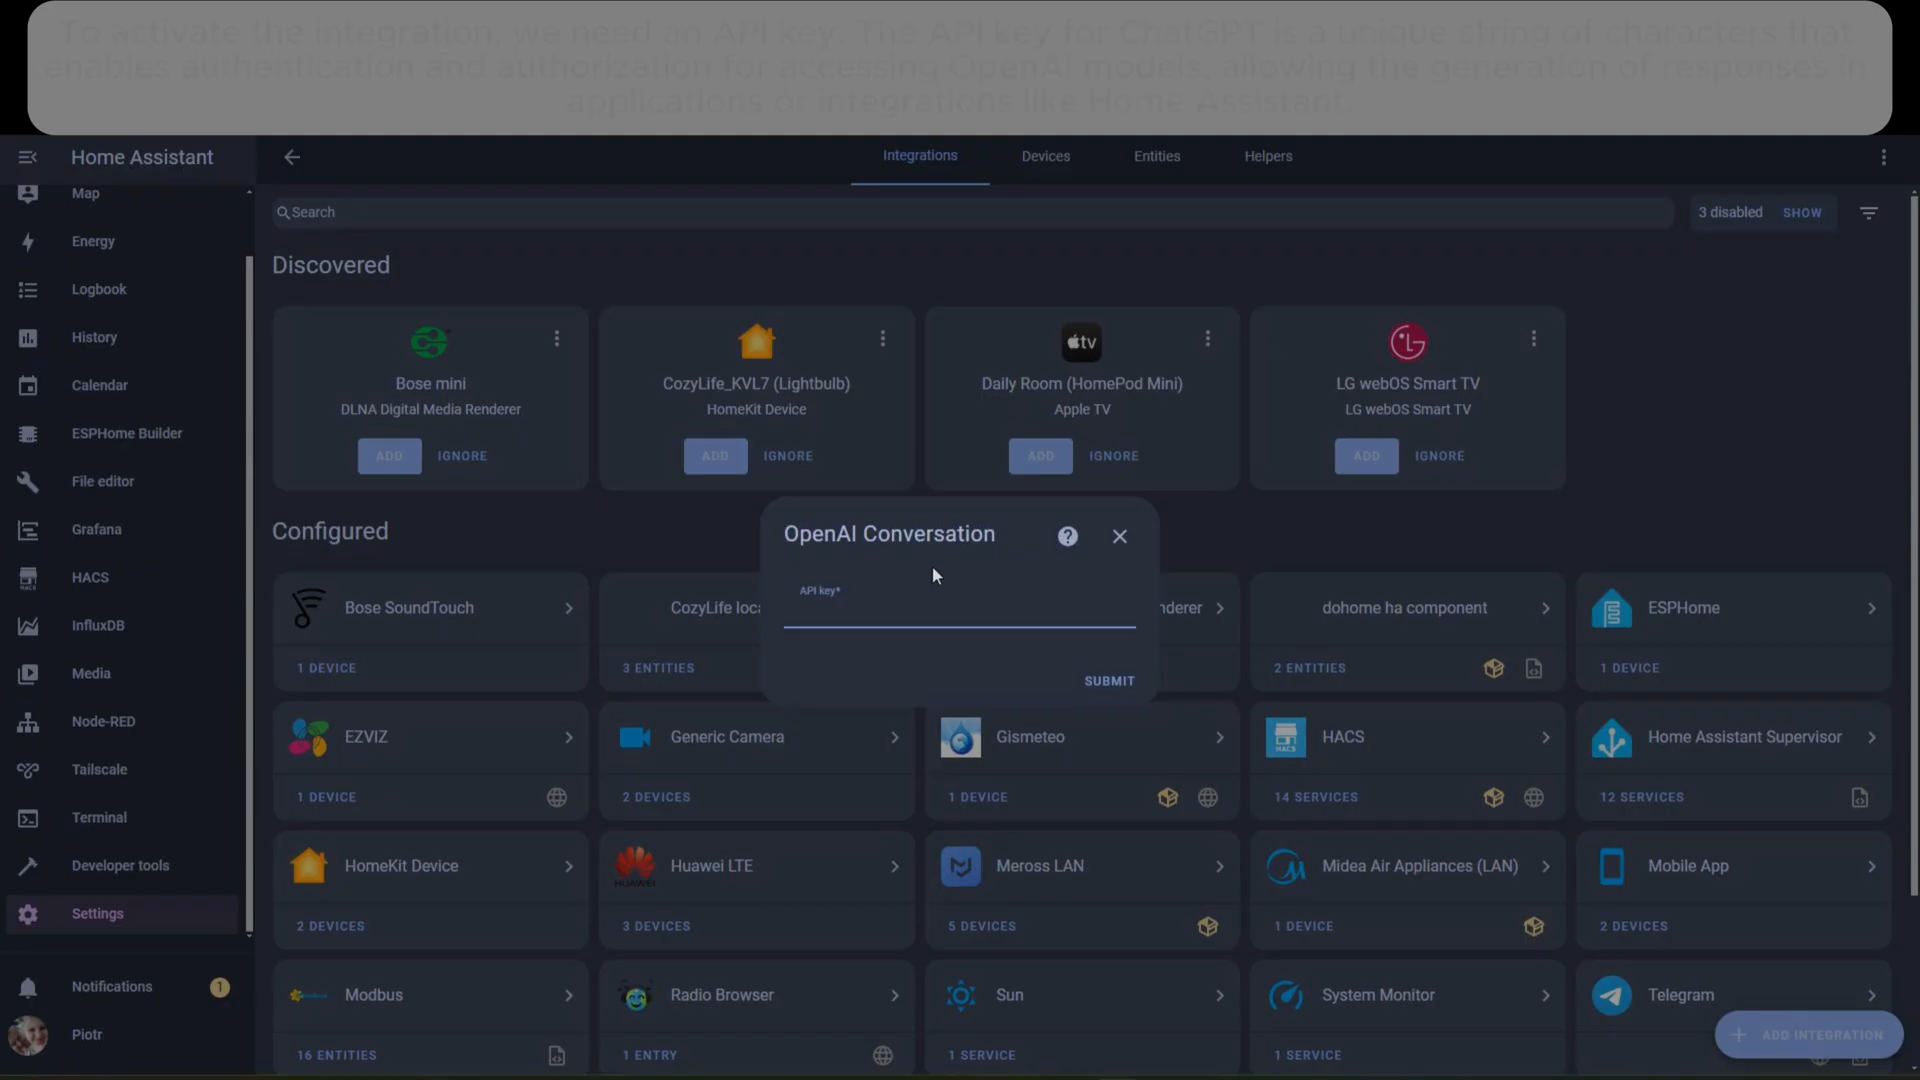 To activate the integration, we need an API key. The API key for ChatGPT is a unique string of characters that
enables authentication and authorization for accessing OpenAI models, allowing the generation of responses in
applications or integrations like Home Assistant.
Home Assistant
Integrations
Devices
Entities
Helpers
Map
Energy
Logbook
History
Calendar
ESPHome Builder
File editor
Grafana
HACS
InfluxDB
Media
Node-RED
Tailscale
Terminal
Developer tools
Settings
Notifications
1
Piotr
Search
3 disabled
SHOW
Discovered
Bose mini
DLNA Digital Media Renderer
ADD
IGNORE
CozyLife_KVL7 (Lightbulb)
HomeKit Device
ADD
IGNORE
tv
Daily Room (HomePod Mini)
Apple TV
ADD
IGNORE
LG webOS Smart TV
LG webOS Smart TV
ADD
IGNORE
Configured
OpenAI Conversation
?
API key*
SUBMIT
Bose SoundTouch
1 DEVICE
CozyLife loca
3 ENTITIES
nderer
dohome ha component
2 ENTITIES
ESPHome
1 DEVICE
EZVIZ
1 DEVICE
Generic Camera
2 DEVICES
Gismeteo
1 DEVICE
HACS
HACS
14 SERVICES
Home Assistant Supervisor
12 SERVICES
HomeKit Device
2 DEVICES
HUAWEI
Huawei LTE
3 DEVICES
Meross LAN
5 DEVICES
Midea Air Appliances (LAN)
1 DEVICE
Mobile App
2 DEVICES
Modbus
16 ENTITIES
Radio Browser
1 ENTRY
Sun
1 SERVICE
System Monitor
1 SERVICE
Telegram
ADD INTEGRATION